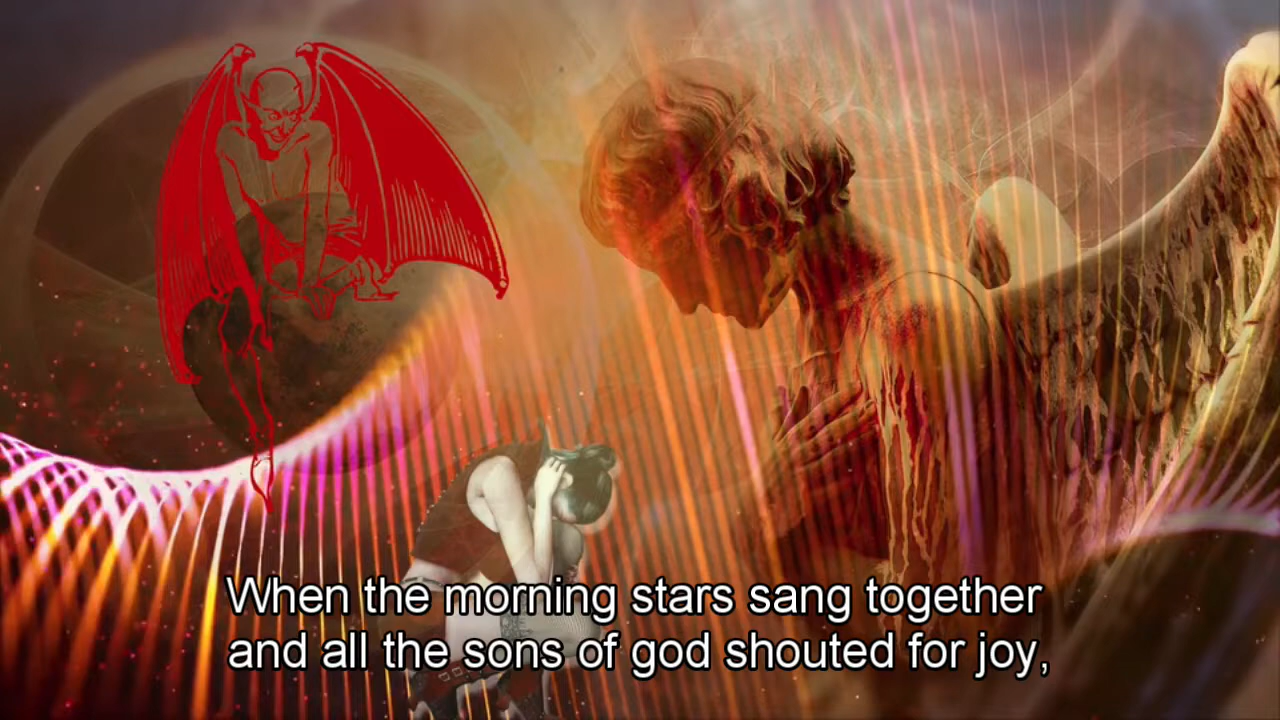 When the morning stars sang together
and all the sons of god shouted for joy,